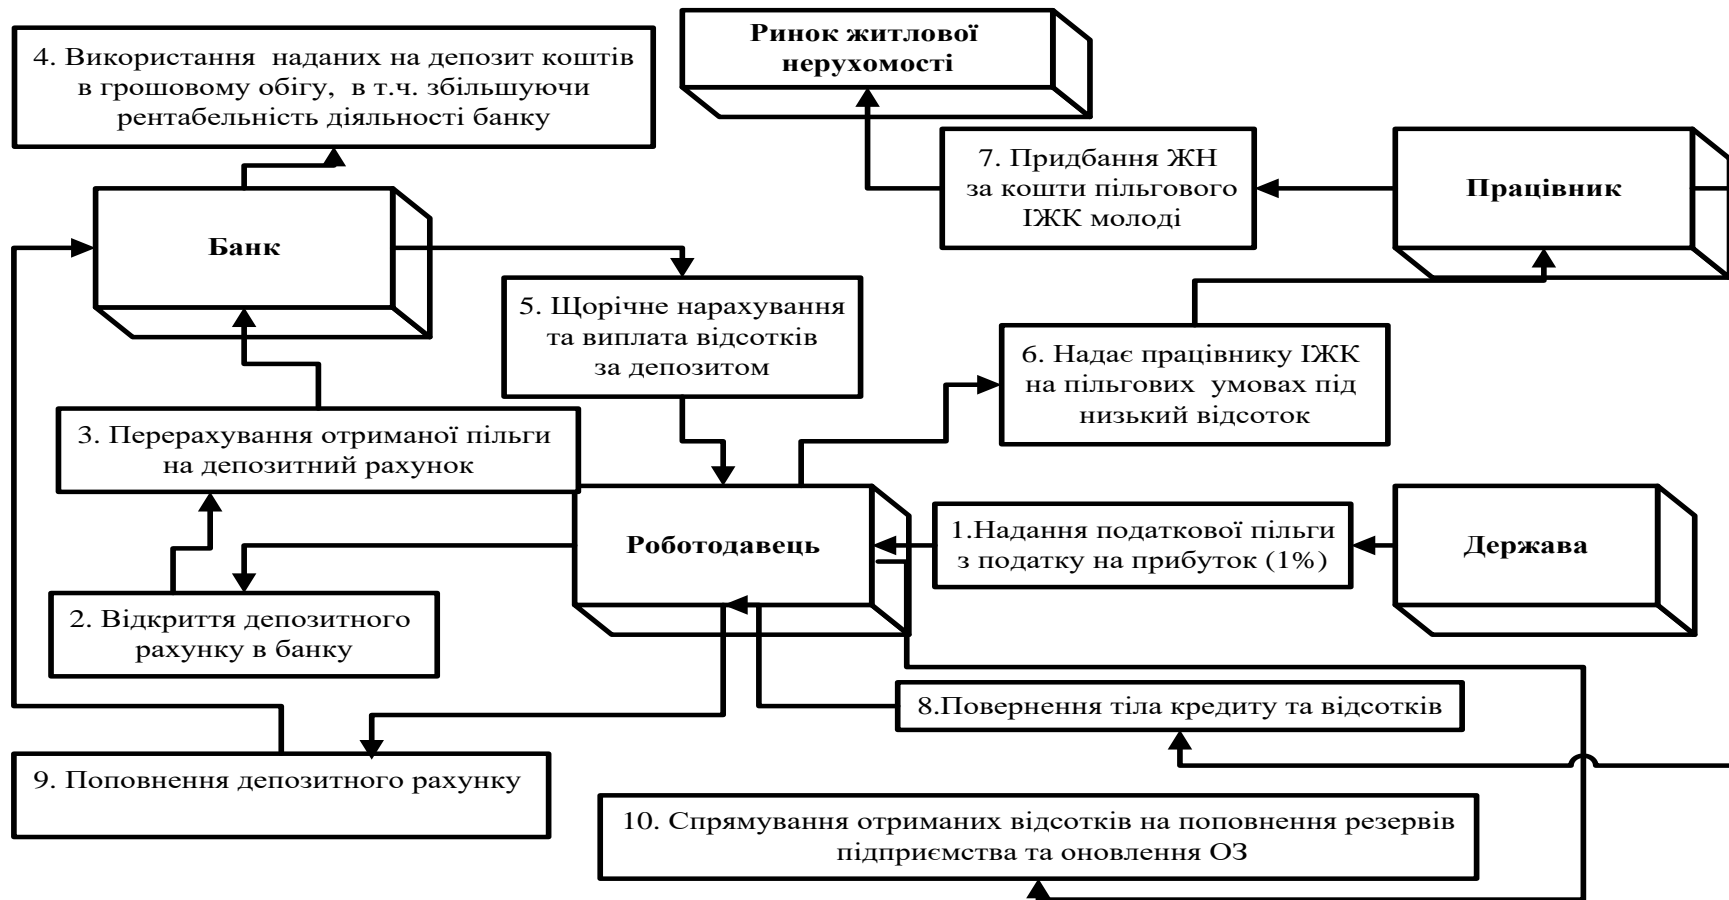 4. Використання наданих на депозит коштів
в грошовому обігу, в т.ч. збільшуючи
рентабельність діяльності банку
Ринок житлової
нерухомості
7. Придбання ЖН
за кошти пільгового
ІЖК молоді
Працівник
Банк
5. Щорічне нарахування
та виплата відсотків
за депозитом
6. Надає працівнику ІЖК
на пільгових умовах під
низький відсоток
3. Перерахування отриманої пільги
на депозитний рахунок
Роботодавець
1.Надання податкової пільги
з податку на прибуток (1%)
Держава
2. Відкриття депозитного
рахунку в банку
8.Повернення тіла кредиту та відсотків
9. Поповнення депозитного рахунку
10. Спрямування отриманих відсотків на поповнення резервів
підприємства та оновлення ОЗ